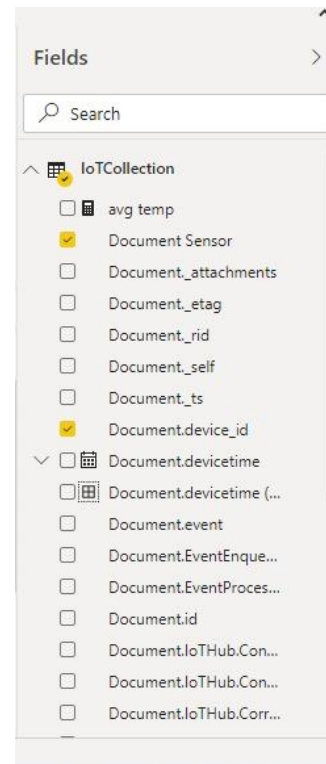 Fields
Search
IoTCollection
avg temp
Document Sensor
Document._attachments
Document._etag
Document._rid
Document._self
Document._ts
Document.device_id
Document.devicetime
Document.devicetime (...
Document.event
Document.EventEnque...
Document.EventProces...
Document.id
Document.IoTHub.Con...
Document.IoTHub.Con...
Document.IoTHub.Corr...